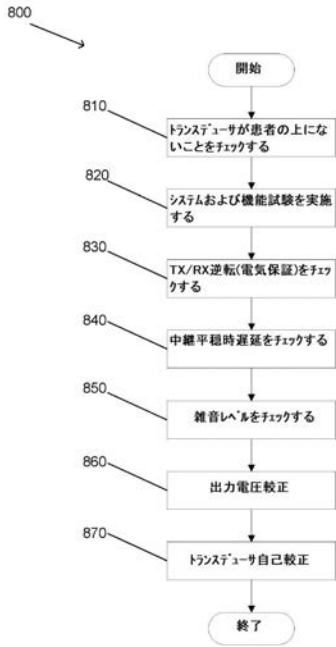 800
開始
810
トランスデューサが患者の上にな
いことをチェックする
820
システムおよび機能試験を実施
する
830
TX/RX逆転(電気保証)をチェッ
クする
840
中継平穏時遅延をチェックする
850
雑音レベルをチェックする
860
出力電圧較正
870
トランスデューサ自己較正
終了